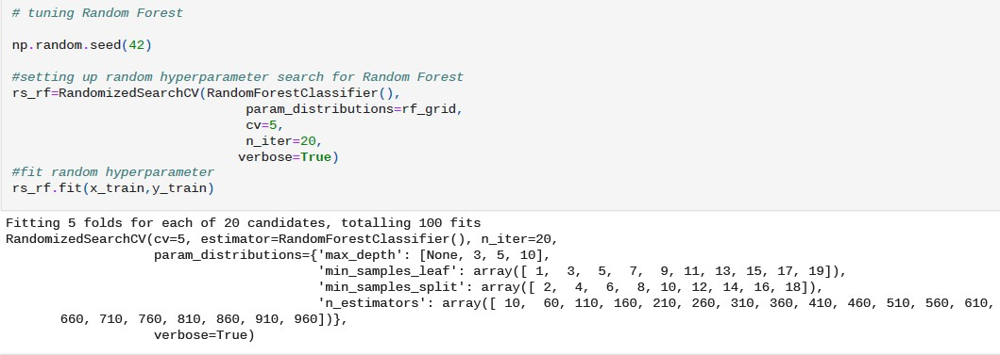 # tuning Random Forest
np.random.seed(42)
#setting up random hyperparameter search for Random Forest
rs_rf=RandomizedSearchCV(RandomForestClassifier(),
param_distributions=rf_grid,
cv=5,
n_iter=20,
verbose=True)
#fit random hyperparameter
rs_rf.fit(x_train,y_train)
Fitting 5 folds for each of 20 candidates, totalling 100 fits
RandomizedSearchCV(cv=5, estimator=RandomForestClassifier(), n_iter=20,
param_distributions={'max_depth': [None, 3, 5, 10],
'min_samples_leaf': array([ 1,  3,  5,  7,  9, 11, 13, 15, 17, 19]),
'min_samples_split': array([ 2,  4,  6,  8, 10, 12, 14, 16, 18]),
'n_estimators': array([ 10,  60, 110, 160, 210, 260, 310, 360, 410, 460, 510, 560, 610,
660, 710, 760, 810, 860, 910, 960])},
verbose=True)